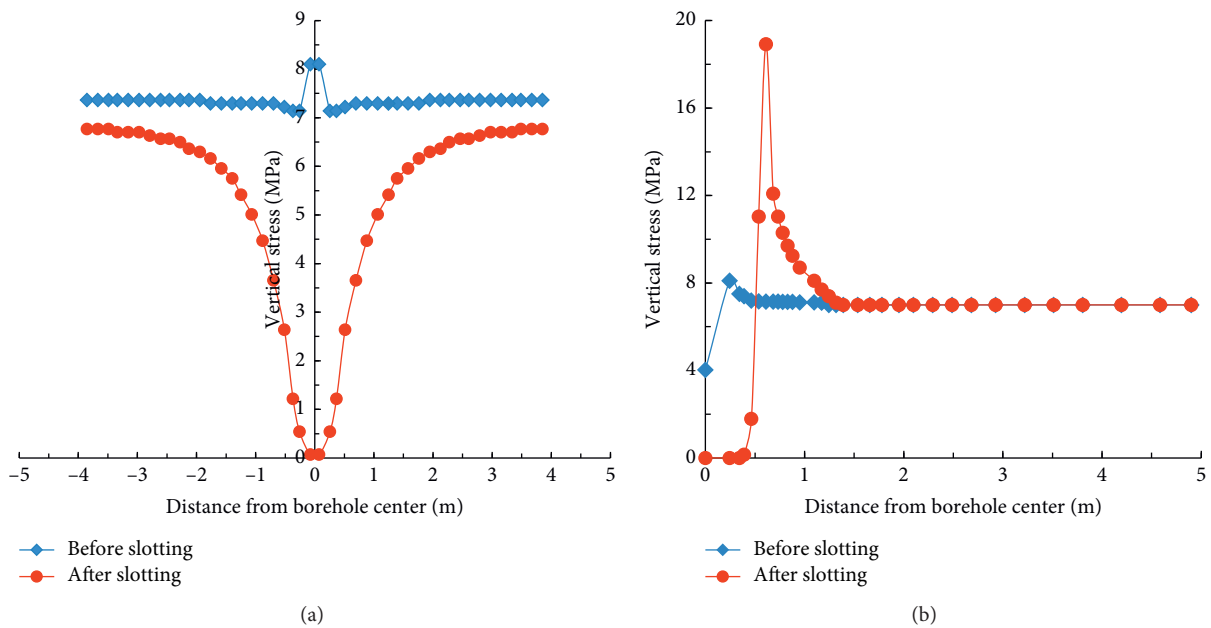 9
8
7
6
5
4
3
2
1
0
Vertical stress (MPa)
–5 –4 –3 –2 –1 0 1 2 3 4 5
Distance from borehole center (m)
Before slotting
After slotting
(a)
20
16
12
8
4
0
Vertical stress (MPa)
0 1 2 3 4 5
Distance from borehole center (m)
Before slotting
After slotting
(b)